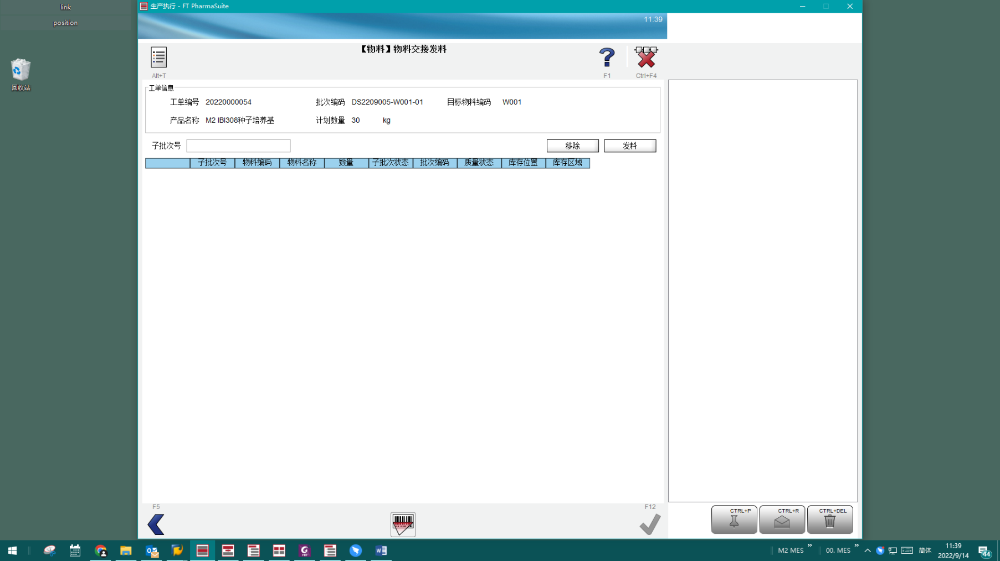 link
position
回收站
生产执行 - FT PharmaSuite
11:39
【物料】物料交接发料
Alt+T
F1
Ctrl+F4
工单信息
工单编号 20220000054 批次编码 DS2209005-W001-01 目标物料编码 W001
产品名称 M2 IBI308种子培养基 计划数量 30 kg
子批次号 移除 发料
子批次号 物料编码 物料名称 数量 子批次状态 批次编码 质量状态 库存位置 库存区域
F5
F12
CTRL+P CTRL+R CTRL+DEL
M2 MES 00. MES 简体
11:39
2022/9/14
44